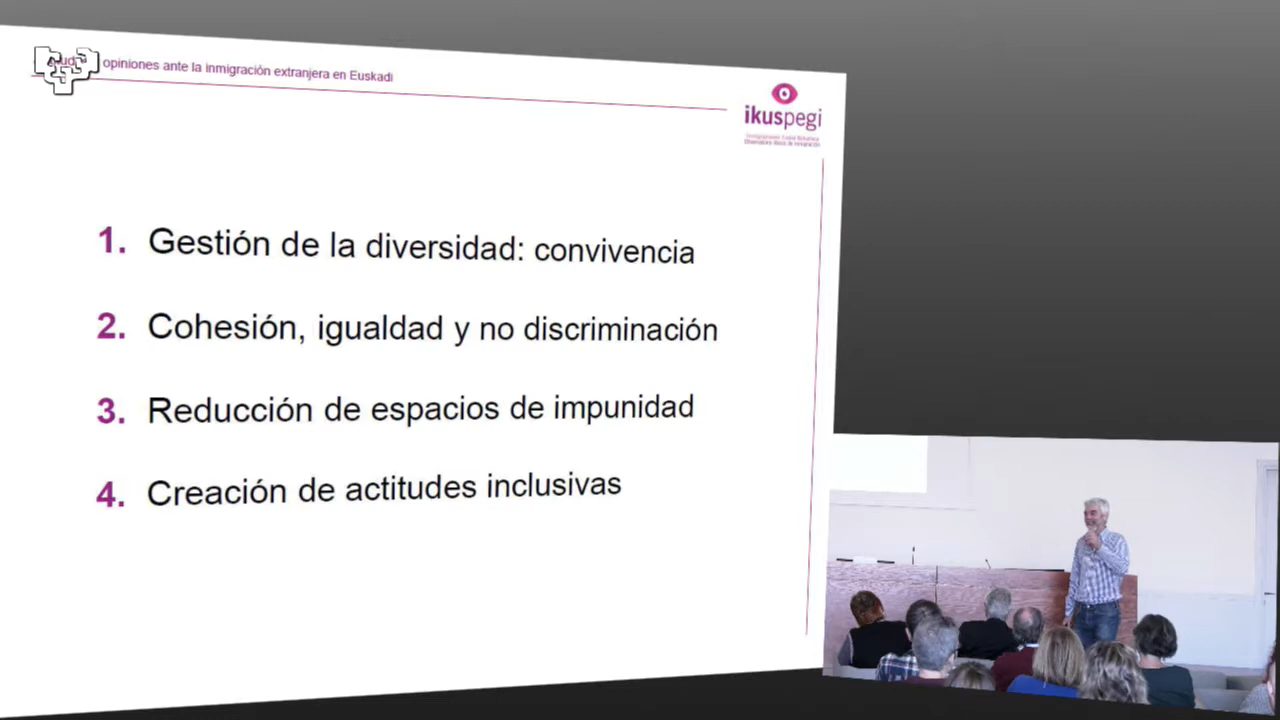 opiniones ante la inmigración extranjera en Euskadi
ikuspegi
1. Gestión de la diversidad: convivencia
2. Cohesión, igualdad y no discriminación
3. Reducción de espacios de impunidad
4. Creación de actitudes inclusivas